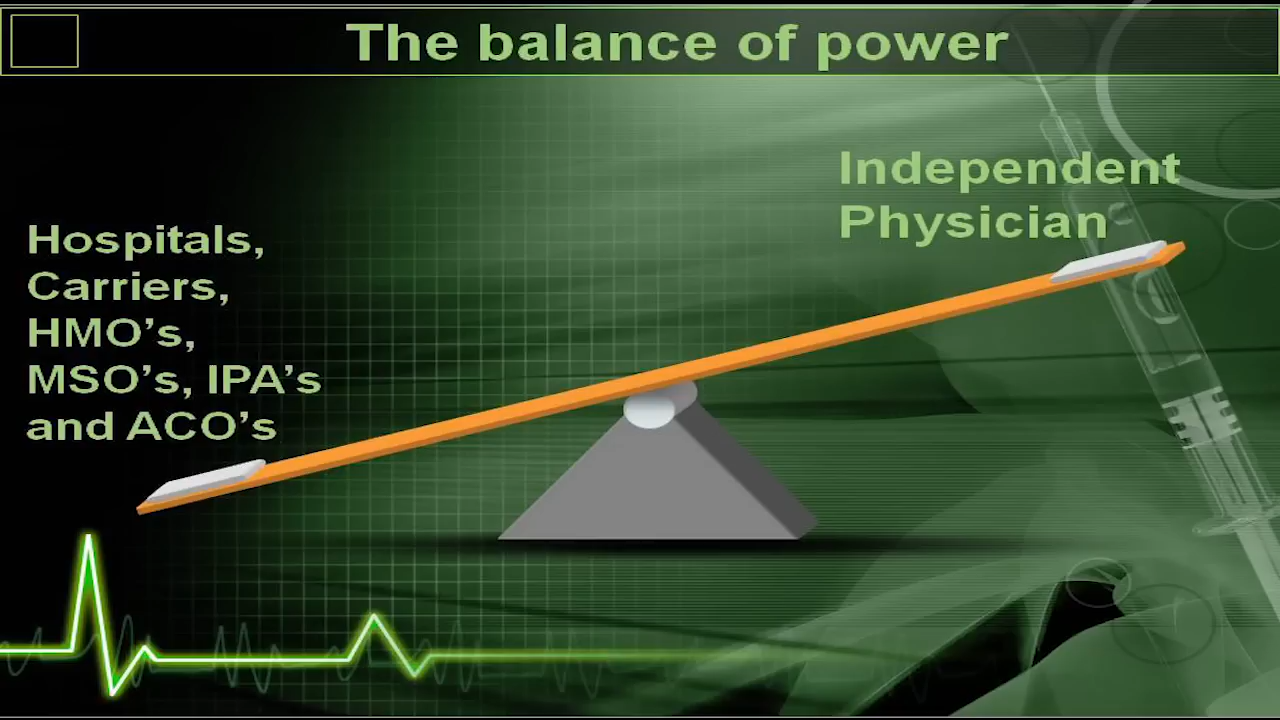 The balance of power
Independent
Physician
Hospitals,
Carriers,
HMO’s,
MSO’s, IPA’s
and ACO’s